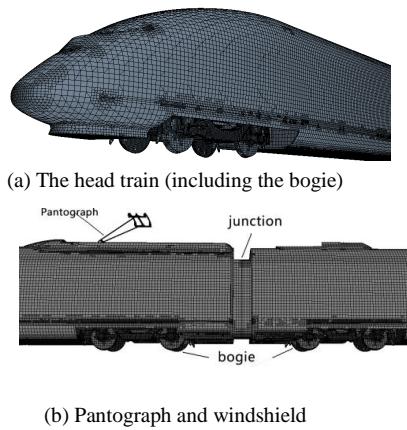 (a) The head train (including the bogie)
Pantograph
junction
bogie
(b) Pantograph and windshield